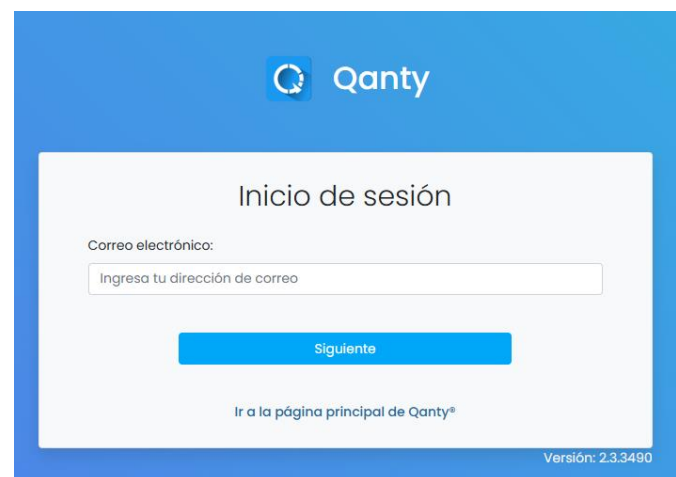 Qanty
Inicio de sesión
Correo electrónico:
Ingresa tu dirección de correo
Siguiente
Ir a la página principal de Qanty®
Versión: 2.3.3490